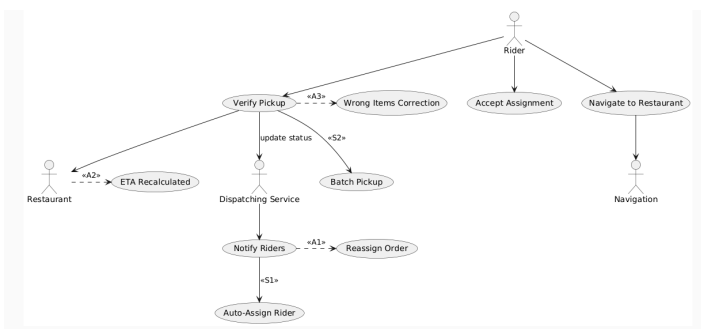 Rider
Verify Pickup
«A3»
Wrong Items Correction
Accept Assignment
Navigate to Restaurant
update status
«S2»
«A2»
ETA Recalculated
Batch Pickup
Restaurant
Dispatching Service
Navigation
Notify Riders
«A1»
Reassign Order
«S1»
Auto-Assign Rider